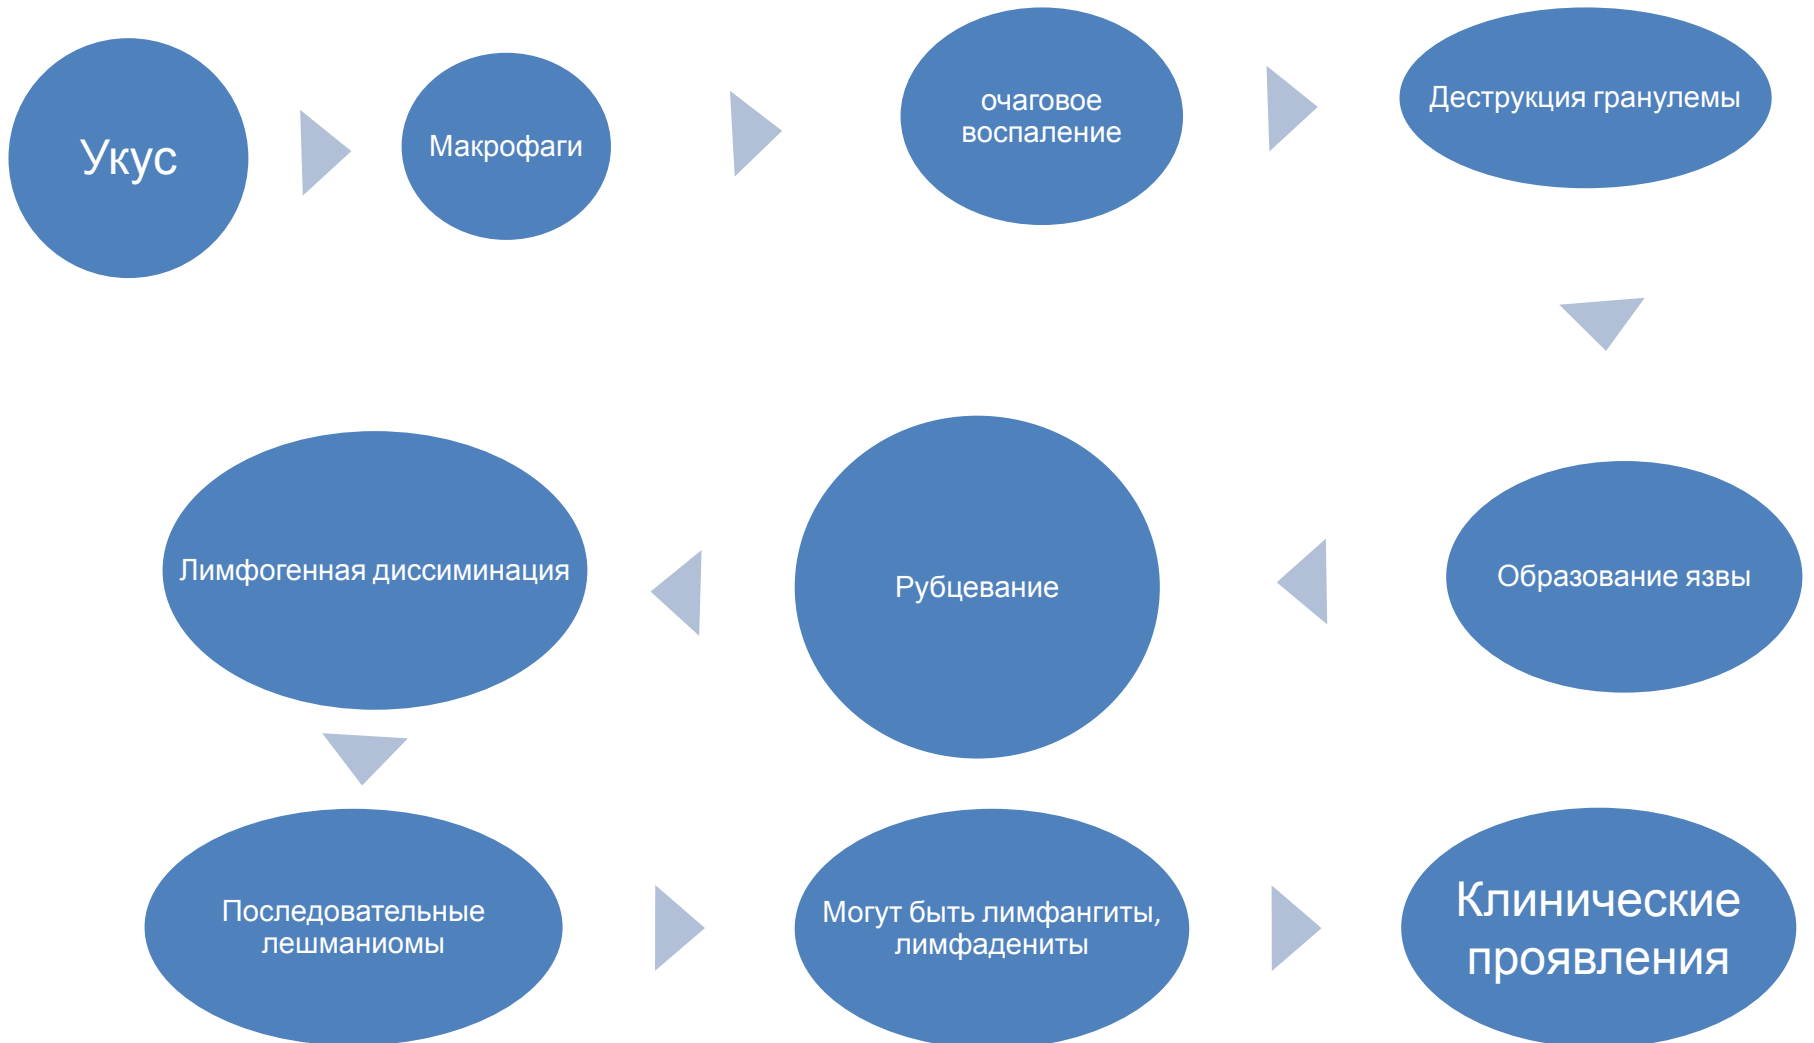 Укус
Макрофаги
очаговое
воспаление
Деструкция гранулемы
Образование язвы
Рубцевание
Лимфогенная диссиминация
Последовательные
лешманиомы
Могут быть лимфангиты,
лимфадениты
Клинические
проявления